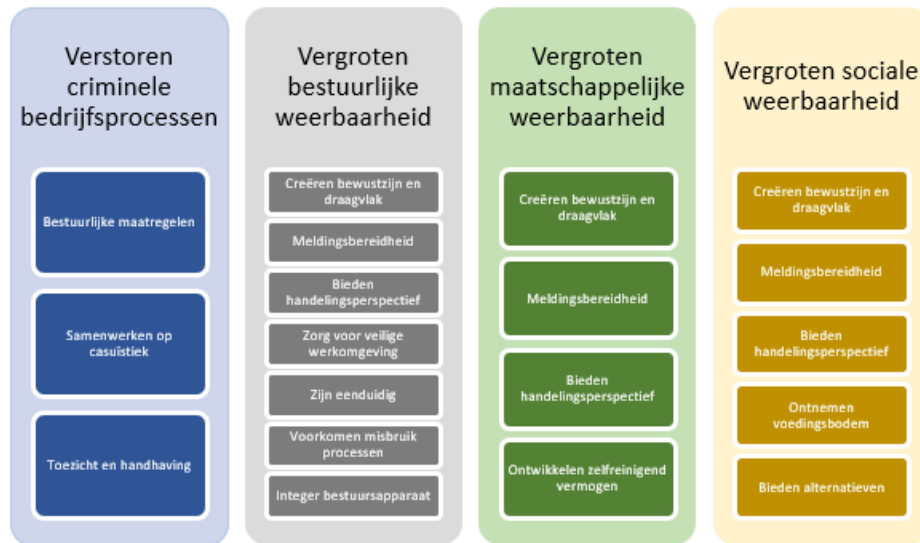 Verstoren
criminele
bedrijfsprocessen
Bestuurlijke maatregelen
Samenwerken op
casuïstiek
Toezicht en handhaving
Vergroten
bestuurlijke
weerbaarheid
Creëren bewustzijn en
draagvlak
Meldingsbereidheid
Bieden
handelingsperspectief
Zorg voor veilige
werkomgeving
Zijn eenduidig
Voorkomen misbruik
processen
Integer bestuursapparaat
Vergroten
maatschappelijke
weerbaarheid
Creëren bewustzijn en
draagvlak
Meldingsbereidheid
Bieden
handelingsperspectief
Ontwikkelen zelfreinigend
vermogen
Vergroten sociale
weerbaarheid
Creëren bewustzijn en
draagvlak
Meldingsbereidheid
Bieden
handelingsperspectief
Ontnemen
voedingsbodem
Bieden alternatieven